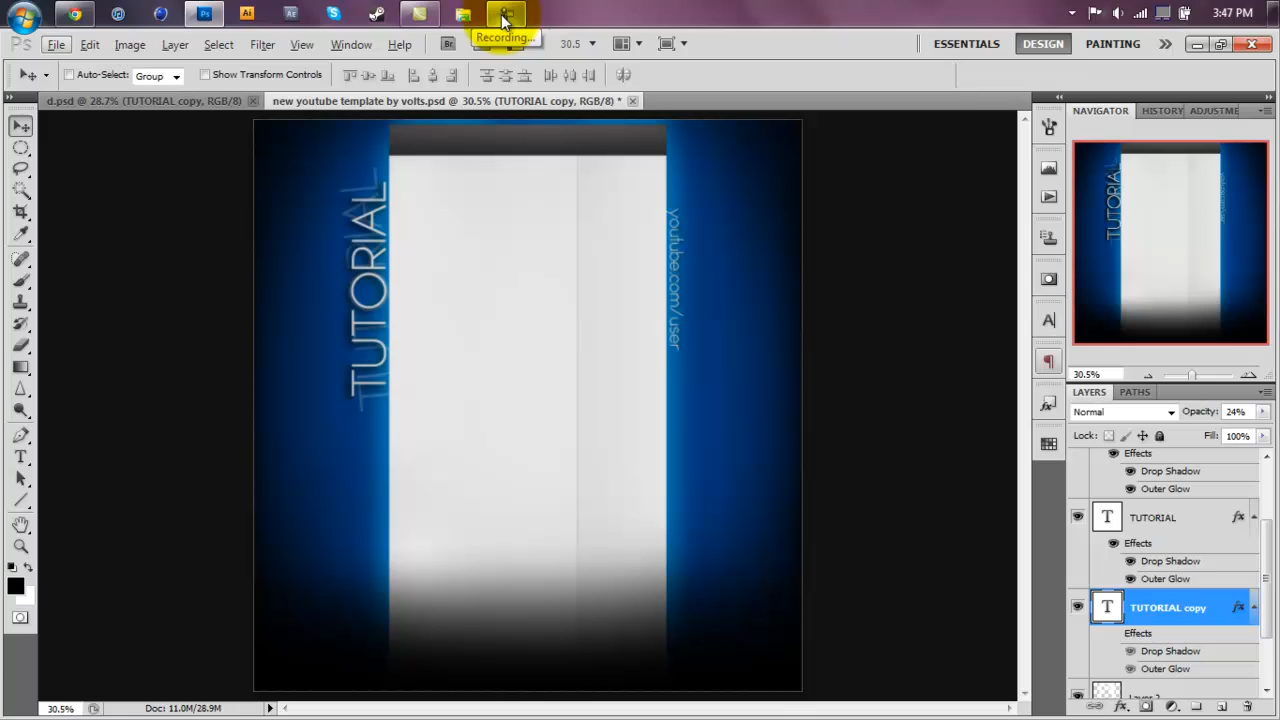 3:47 PM
Recording...
Ps File Edit Image Layer Select Filter View Window Help Br 30.5 ESSENTIALS DESIGN PAINTING
Auto-Select: Group Show Transform Controls
d.psd @ 28.7% (TUTORIAL copy, RGB/8) new youtube template by volts.psd @ 30.5% (TUTORIAL copy, RGB/8) *
NAVIGATOR HISTORY ADJUSTME
TUTORIAL
youtube.com/user
30.5%
LAYERS PATHS
Normal Opacity: 24%
Lock: Fill: 100%
Effects
Drop Shadow
Outer Glow
T TUTORIAL fx
Effects
Drop Shadow
Outer Glow
T TUTORIAL copy fx
Effects
Drop Shadow
Outer Glow
30.5% Doc: 11.0M/28.9M